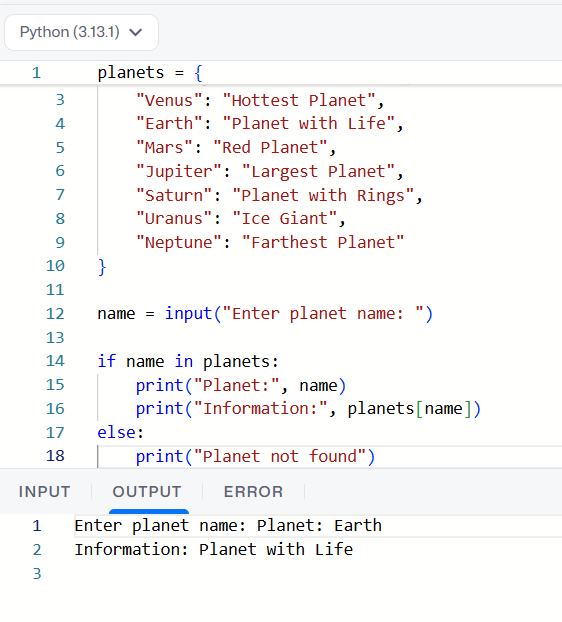 Python (3.13.1)
1 planets = {
3 "Venus": "Hottest Planet",
4 "Earth": "Planet with Life",
5 "Mars": "Red Planet",
6 "Jupiter": "Largest Planet",
7 "Saturn": "Planet with Rings",
8 "Uranus": "Ice Giant",
9 "Neptune": "Farthest Planet"
10 }
11
12 name = input("Enter planet name: ")
13
14 if name in planets:
15 print("Planet:", name)
16 print("Information:", planets[name])
17 else:
18 print("Planet not found")
INPUT OUTPUT ERROR
1 Enter planet name: Planet: Earth
2 Information: Planet with Life
3